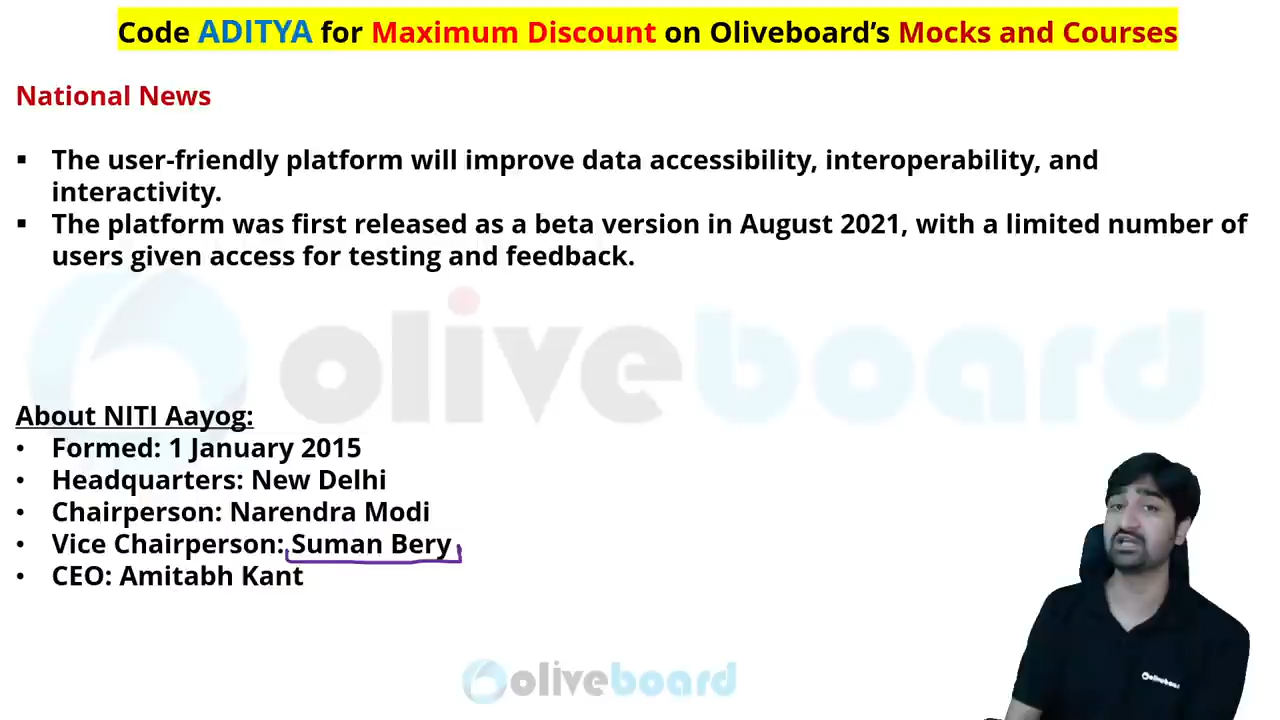 Code ADITYA for Maximum Discount on Oliveboard’s Mocks and Courses
National News
▪ The user-friendly platform will improve data accessibility, interoperability, and
interactivity.
▪ The platform was first released as a beta version in August 2021, with a limited number of
users given access for testing and feedback.
oliveboard
About NITI Aayog:
• Formed: 1 January 2015
• Headquarters: New Delhi
• Chairperson: Narendra Modi
• Vice Chairperson: Suman Bery
• CEO: Amitabh Kant
oliveboard
oliveboard